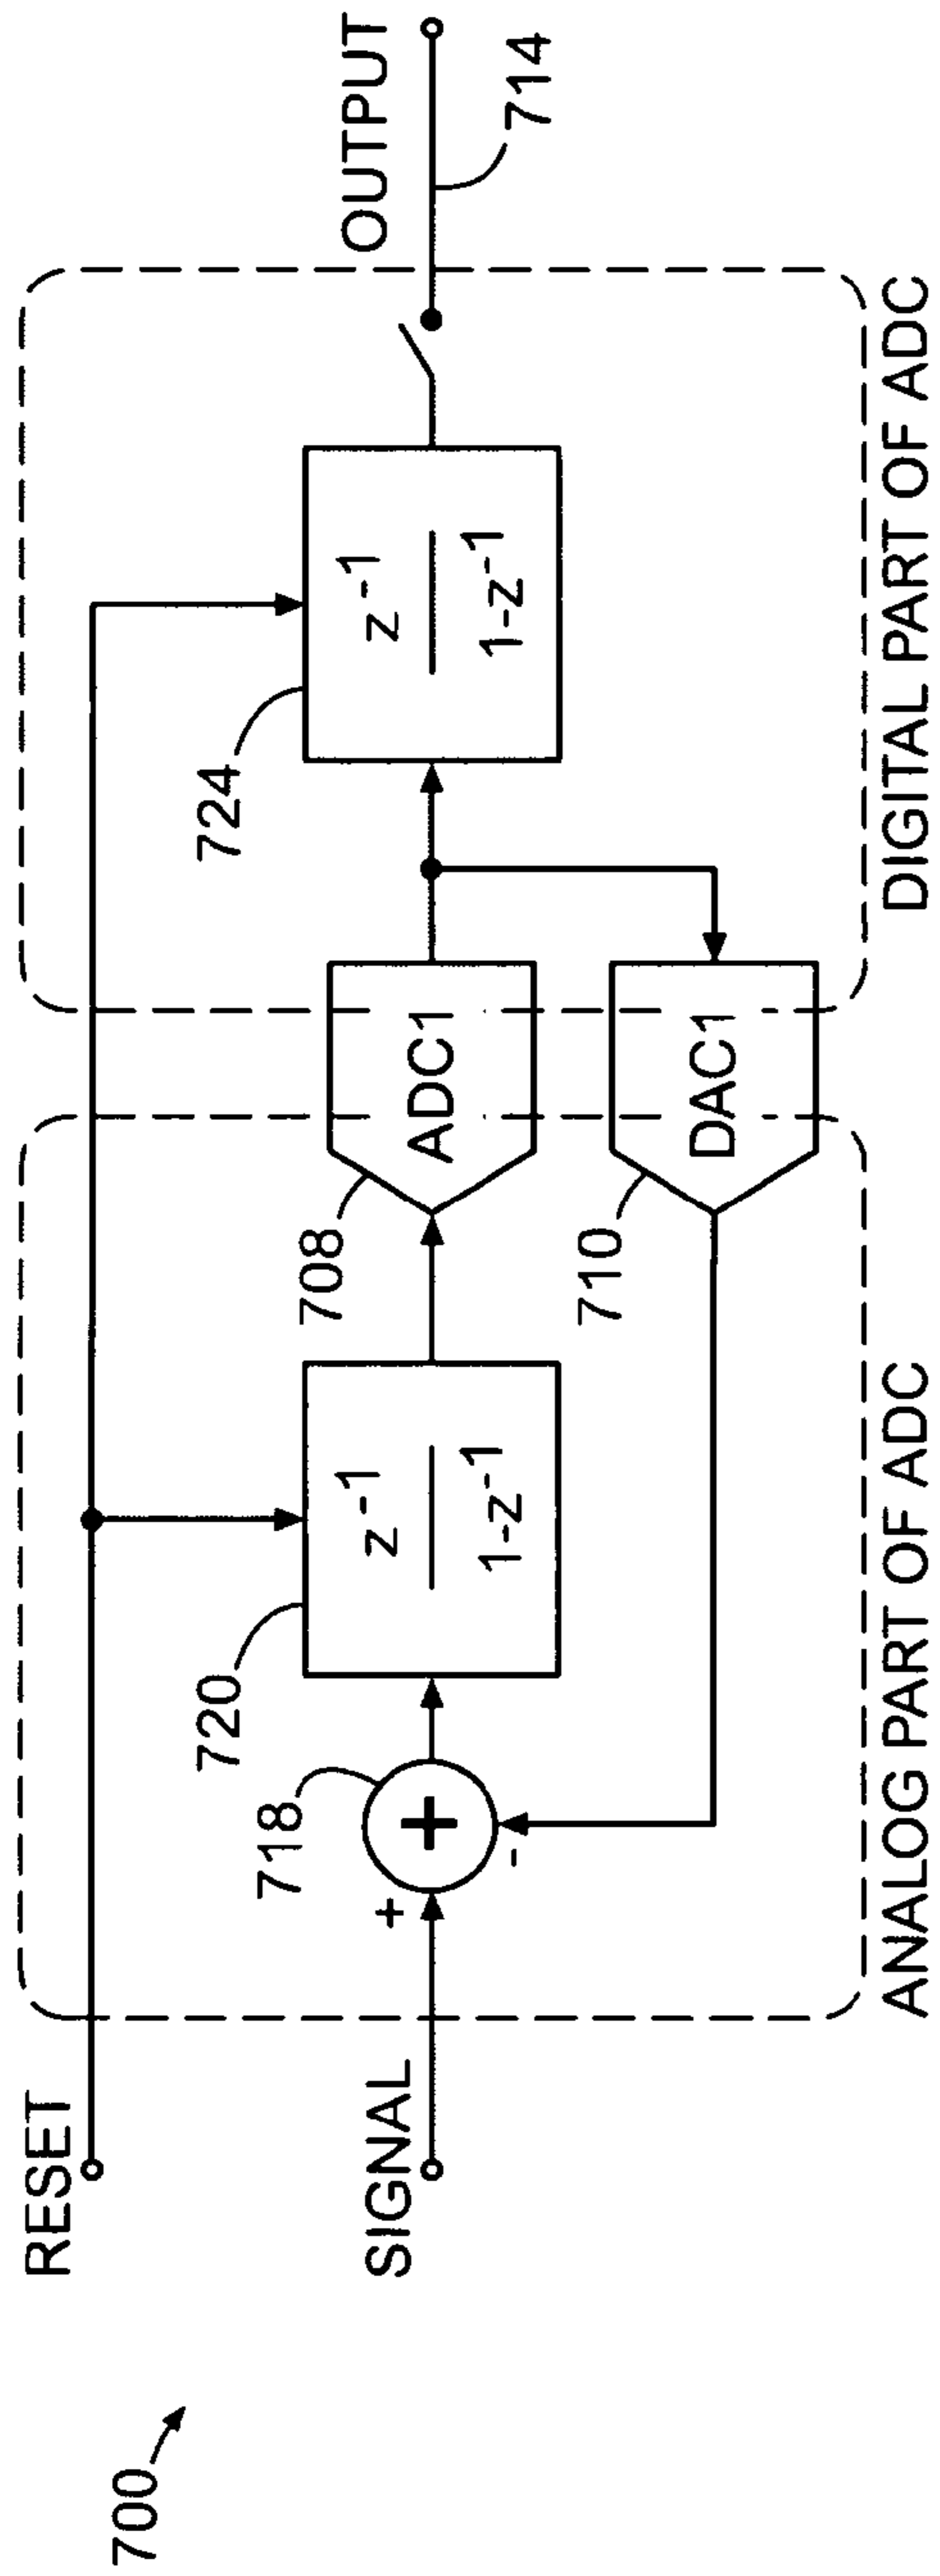 700
RESET
SIGNAL
+
-
718
+
720
z⁻¹
1-z⁻¹
708
ADC1
710
DAC1
724
z⁻¹
1-z⁻¹
OUTPUT
714
ANALOG PART OF ADC
DIGITAL PART OF ADC